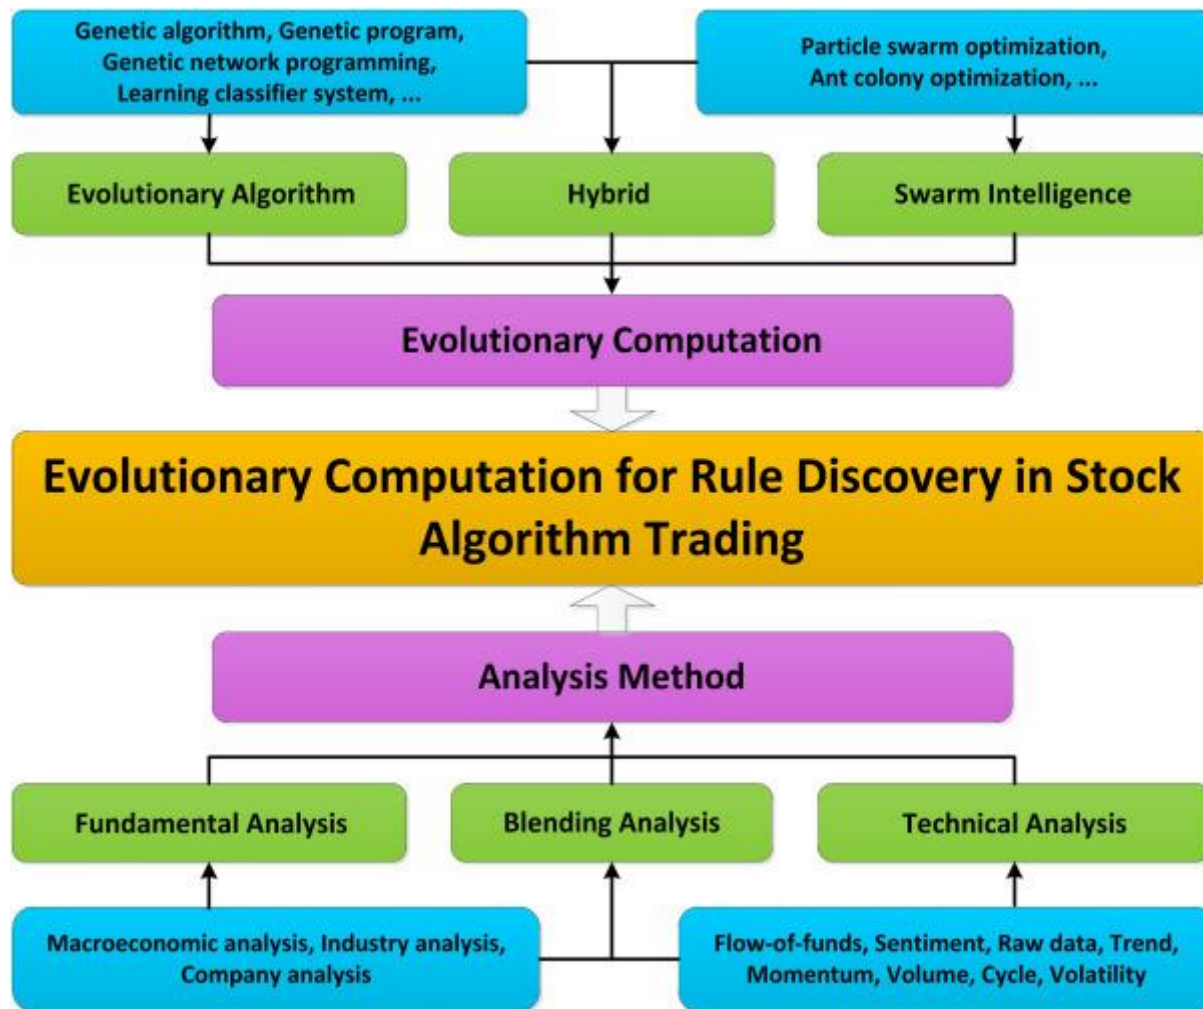 Genetic algorithm, Genetic program,
Genetic network programming,
Learning classifier system, ...
Particle swarm optimization,
Ant colony optimization, ...
Evolutionary Algorithm
Hybrid
Swarm Intelligence
Evolutionary Computation
Evolutionary Computation for Rule Discovery in Stock
Algorithm Trading
Analysis Method
Fundamental Analysis
Blending Analysis
Technical Analysis
Macroeconomic analysis, Industry analysis,
Company analysis
Flow-of-funds, Sentiment, Raw data, Trend,
Momentum, Volume, Cycle, Volatility